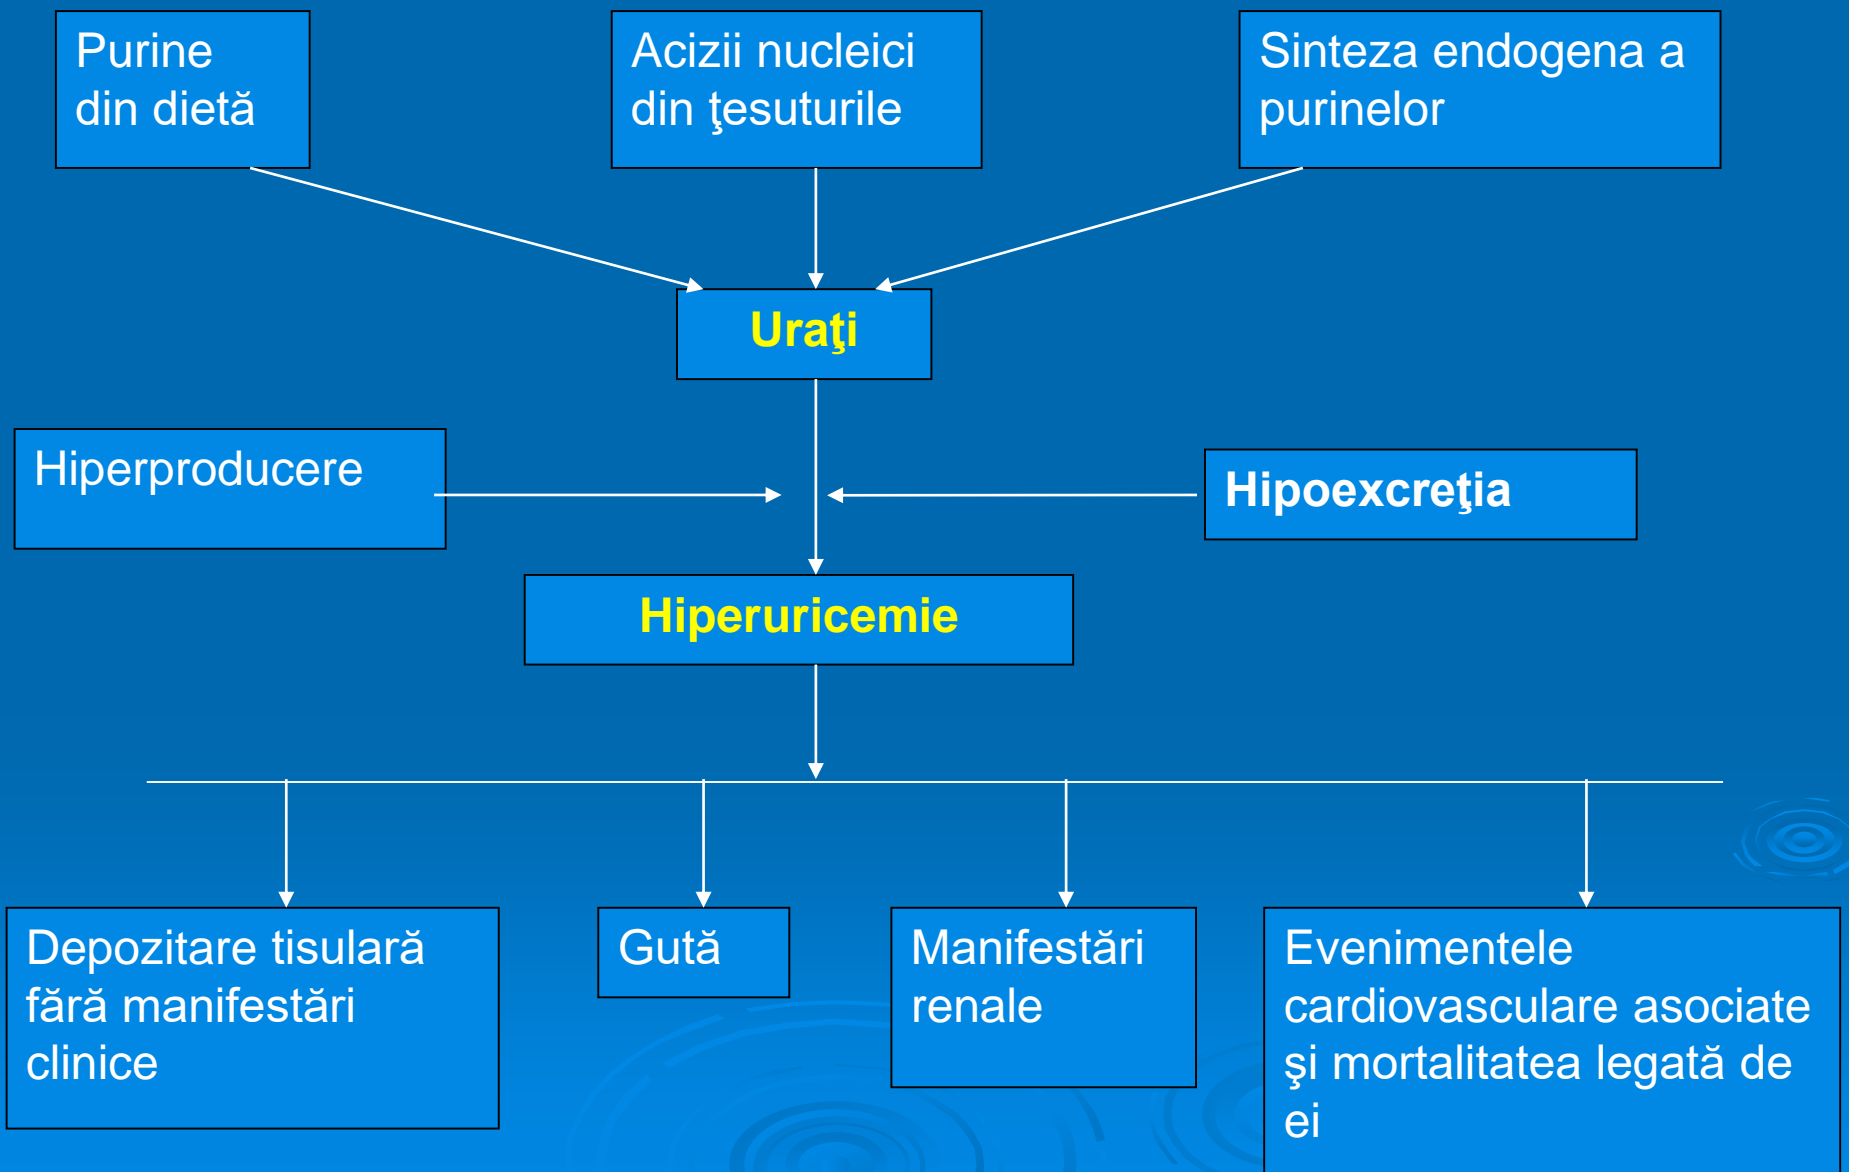 Purine
din dietă
Acizii nucleici
din ţesuturile
Sinteza endogena a
purinelor
Uraţi
Hiperproducere
Hipoexcreţia
Hiperuricemie
Depozitare tisulară
fără manifestări
clinice
Gută
Manifestări
renale
Evenimentele
cardiovasculare asociate
şi mortalitatea legată de
ei